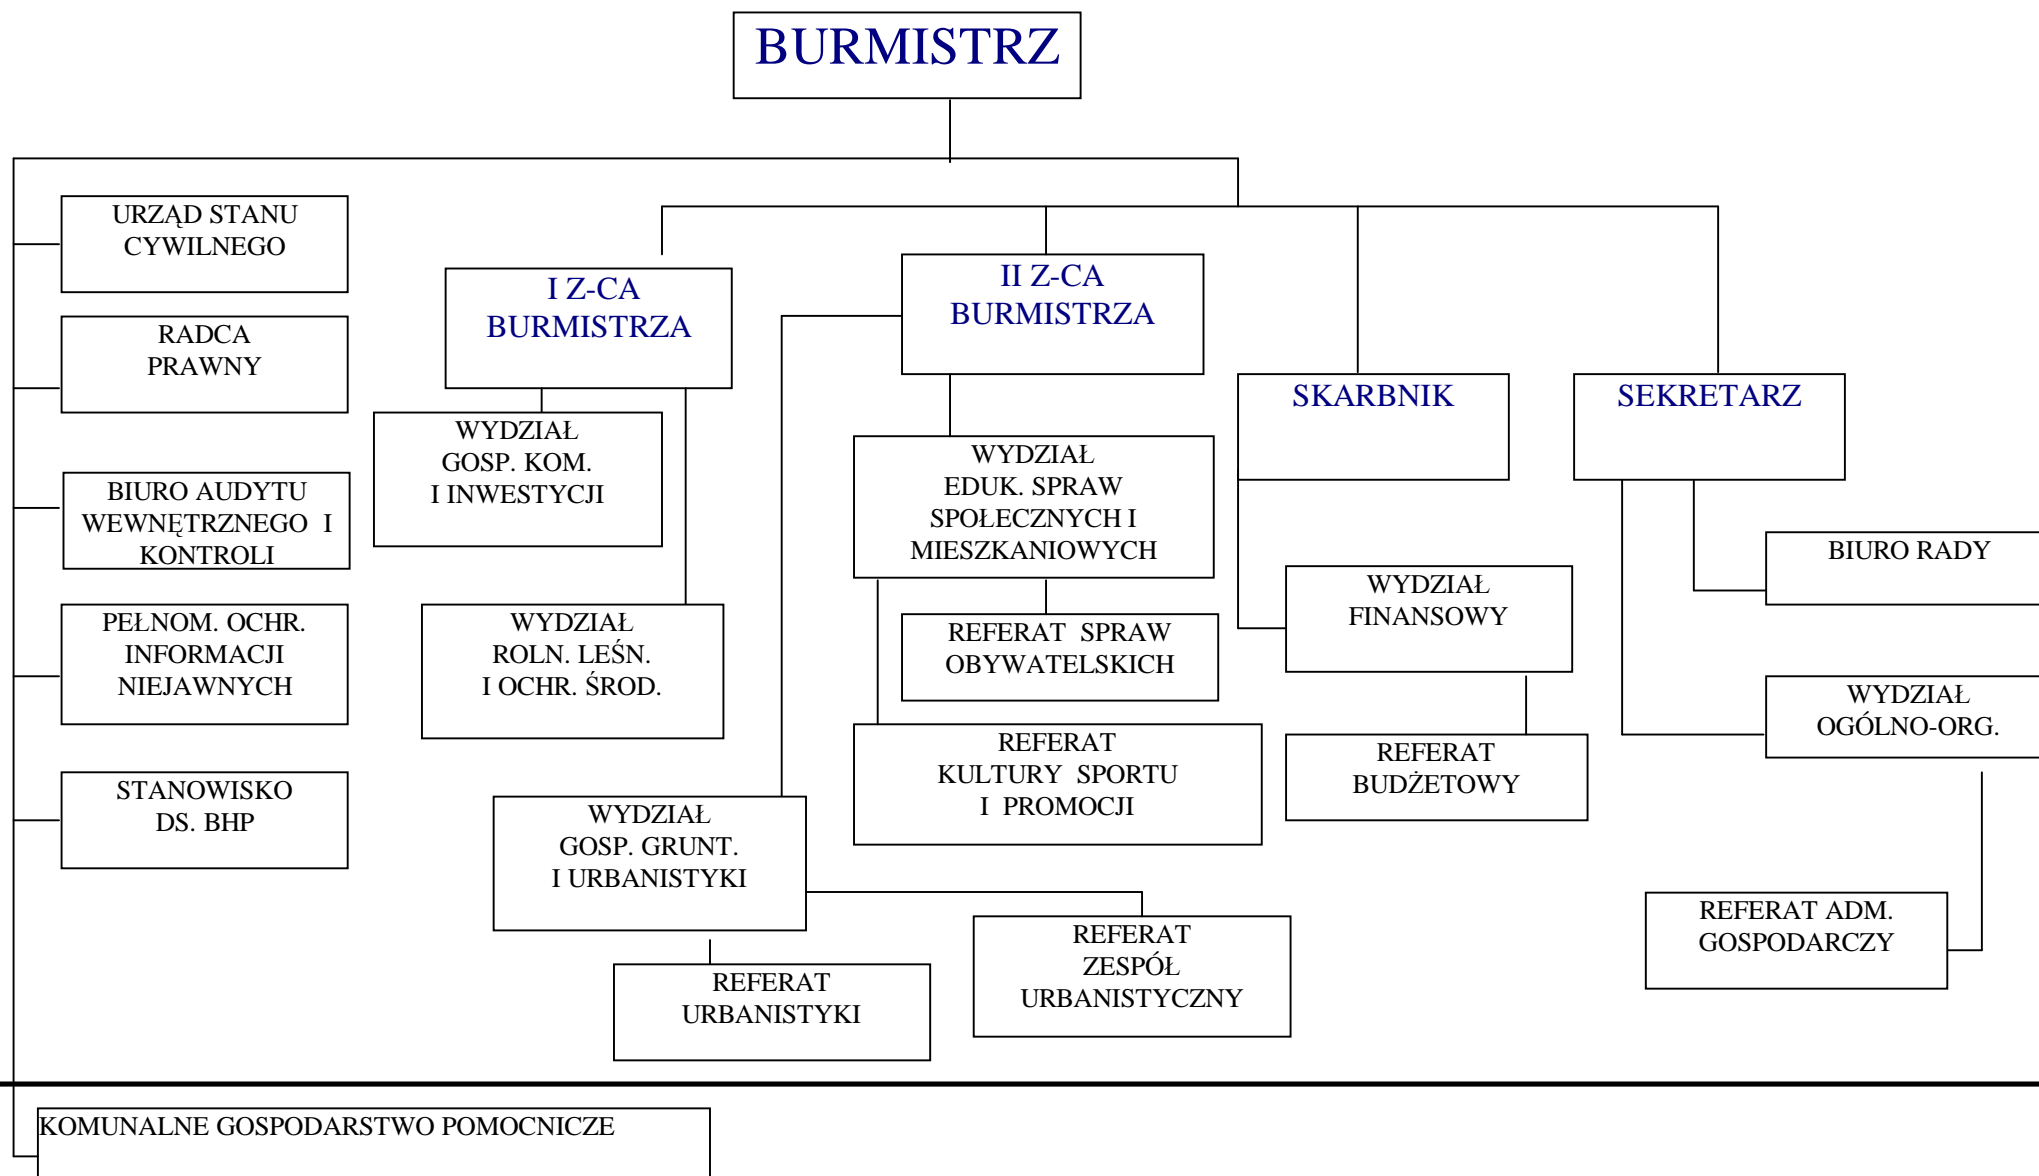 BURMISTRZ
URZĄD STANU
CYWILNEGO
RADCA
PRAWNY
BIURO AUDYTU
WEWNĘTRZNEGO I
KONTROLI
PEŁNOM. OCHR.
INFORMACJI
NIEJAWNYCH
STANOWISKO
DS. BHP
I Z-CA
BURMISTRZA
WYDZIAŁ
GOSP. KOM.
I INWESTYCJI
WYDZIAŁ
ROLN. LEŚN.
I OCHR. ŚROD.
II Z-CA
BURMISTRZA
WYDZIAŁ
EDUK. SPRAW
SPOŁECZNYCH I
MIESZKANIOWYCH
REFERAT SPRAW
OBYWATELSKICH
REFERAT
KULTURY SPORTU
I PROMOCJI
WYDZIAŁ
GOSP. GRUNT.
I URBANISTYKI
REFERAT
URBANISTYKI
REFERAT
ZESPÓŁ
URBANISTYCZNY
SKARBNIK
WYDZIAŁ
FINANSOWY
REFERAT
BUDŻETOWY
SEKRETARZ
BIURO RADY
WYDZIAŁ
OGÓLNO-ORG.
REFERAT ADM.
GOSPODARCZY
KOMUNALNE GOSPODARSTWO POMOCNICZE